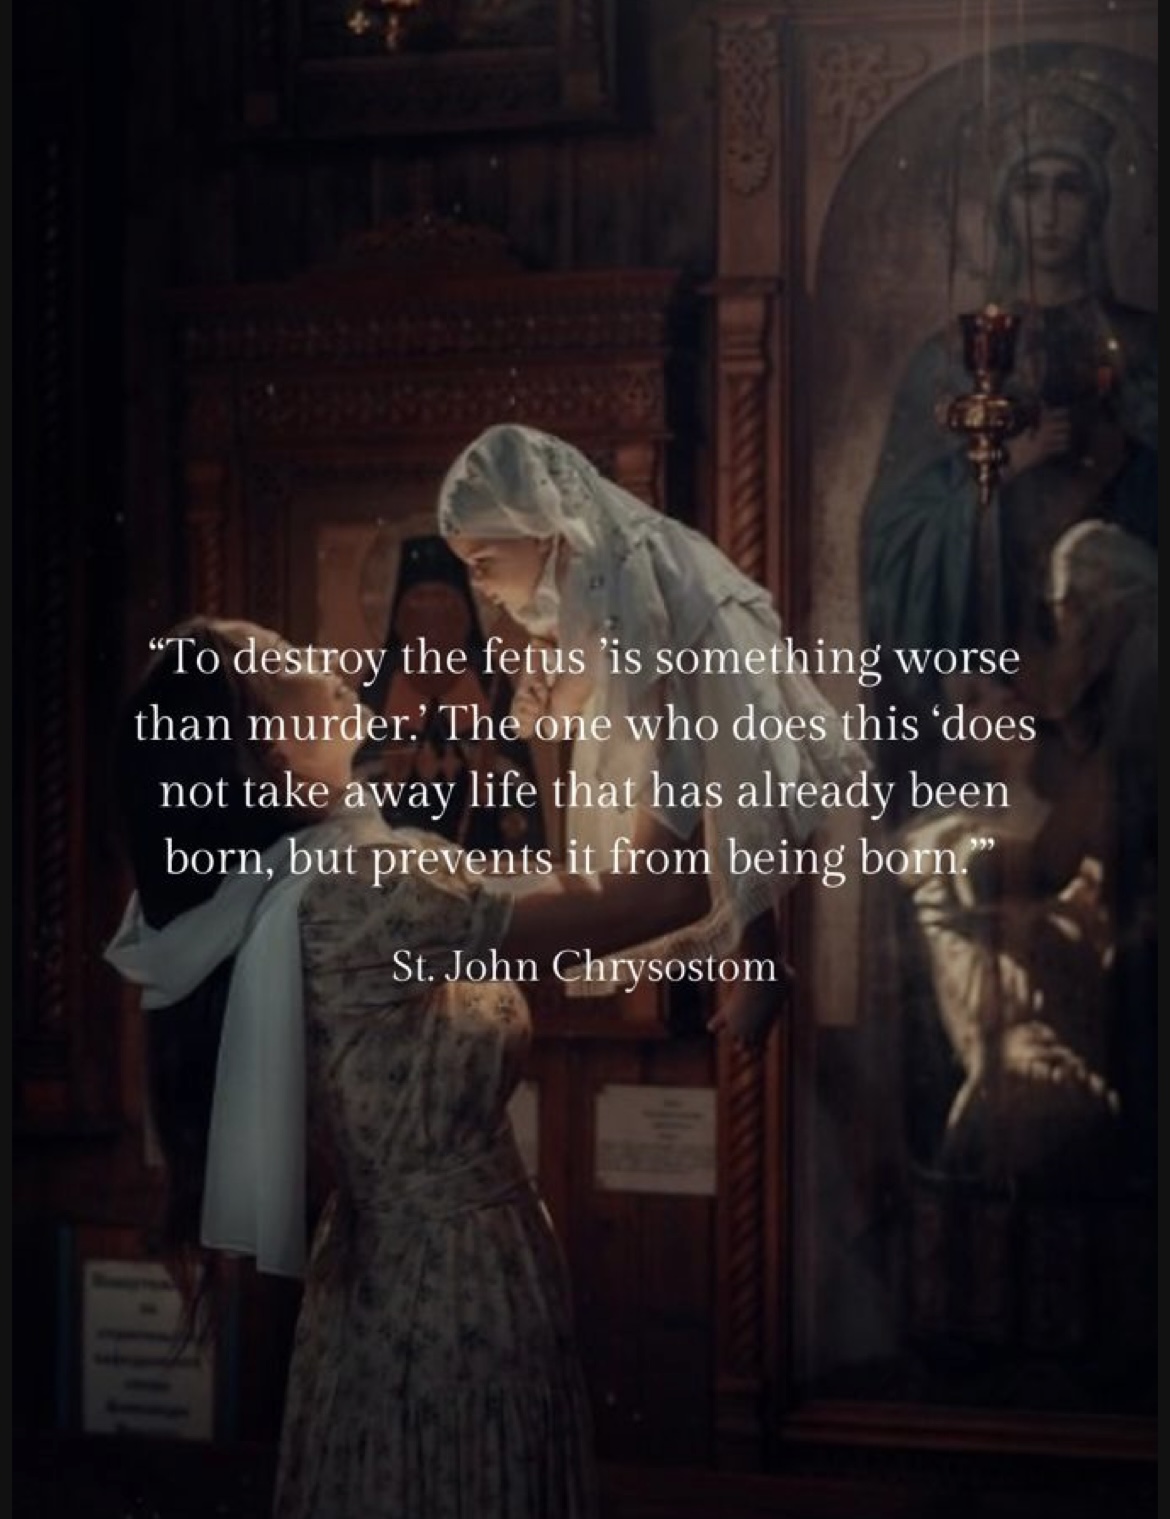 “To destroy the fetus ’is something worse
than murder.’ The one who does this ‘does
not take away life that has already been
born, but prevents it from being born.’”
St. John Chrysostom